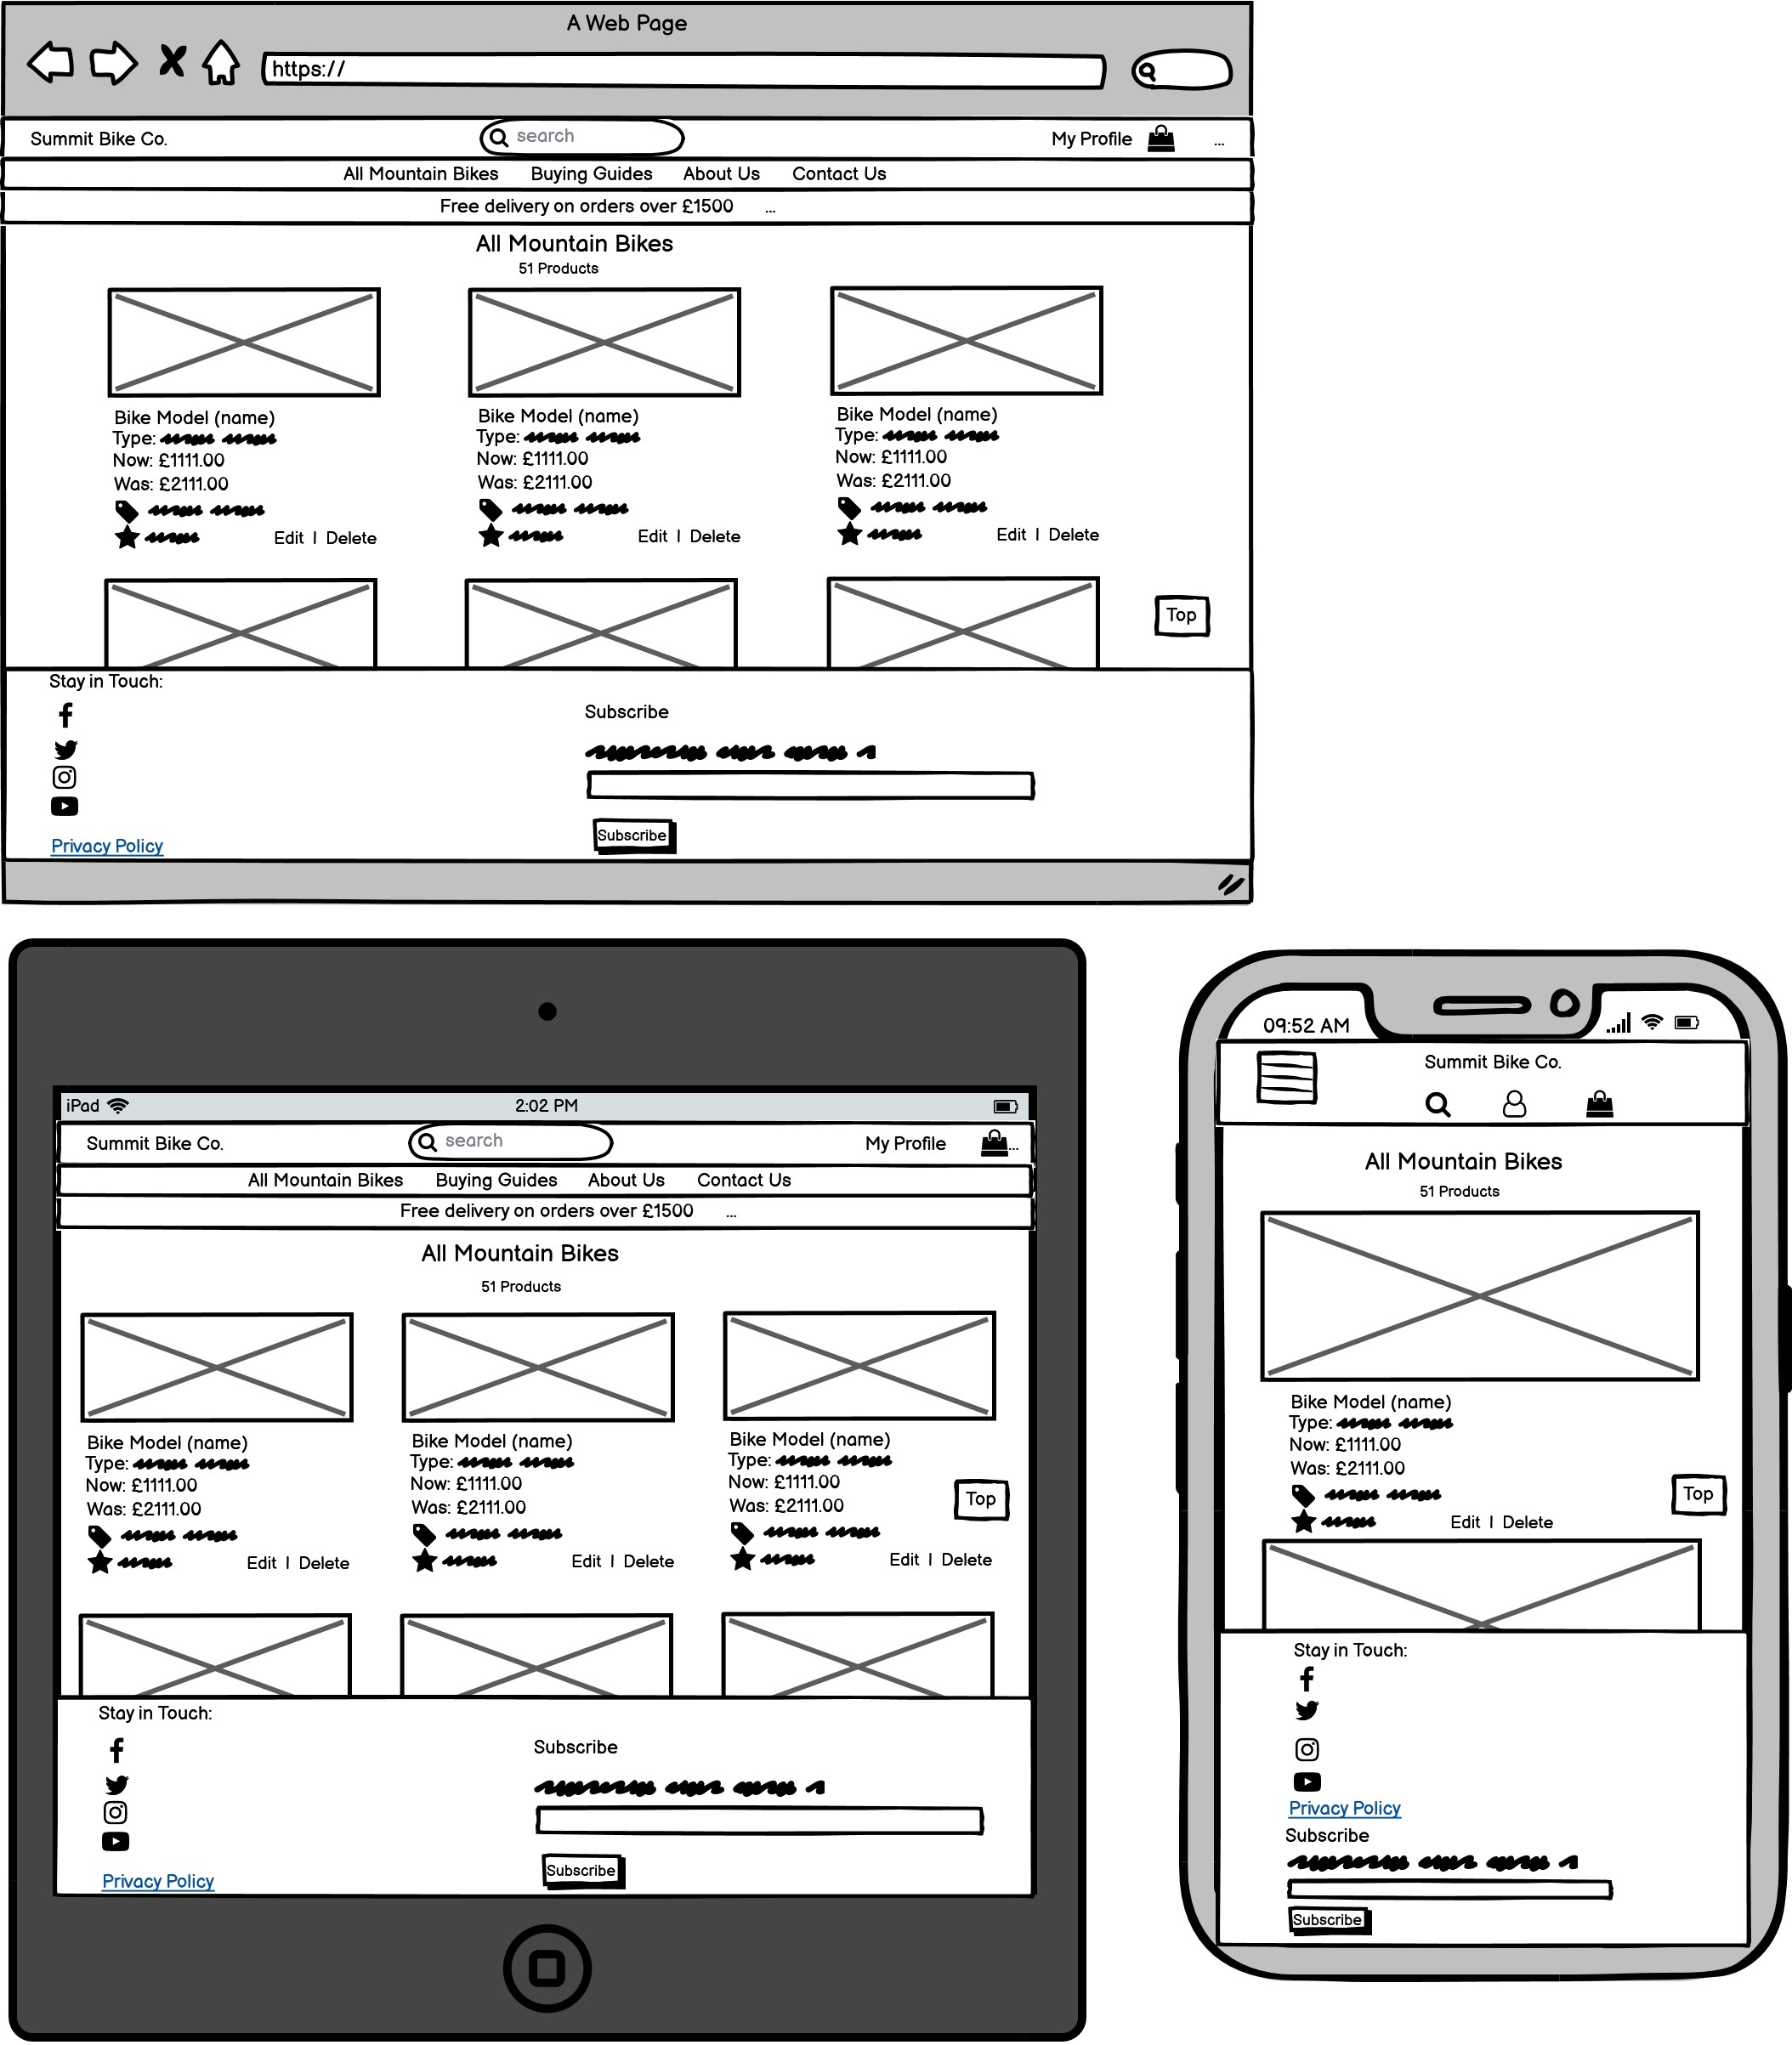 A Web Page
https://
Summit Bike Co. search My Profile ...
All Mountain Bikes Buying Guides About Us Contact Us
Free delivery on orders over £1500 ...
All Mountain Bikes
51 Products
Bike Model (name) Bike Model (name) Bike Model (name)
Type: Type: Type:
Now: £1111.00 Now: £1111.00 Now: £1111.00
Was: £2111.00 Was: £2111.00 Was: £2111.00
Edit | Delete Edit | Delete Edit | Delete
Top
Stay in Touch:
Subscribe
Subscribe
Privacy Policy
iPad 2:02 PM
Summit Bike Co. search My Profile ...
All Mountain Bikes Buying Guides About Us Contact Us
Free delivery on orders over £1500 ...
All Mountain Bikes
51 Products
Bike Model (name) Bike Model (name) Bike Model (name)
Type: Type: Type:
Now: £1111.00 Now: £1111.00 Now: £1111.00
Was: £2111.00 Was: £2111.00 Was: £2111.00
Top
Edit | Delete Edit | Delete Edit | Delete
Stay in Touch:
Subscribe
Subscribe
Privacy Policy
09:52 AM
Summit Bike Co.
All Mountain Bikes
51 Products
Bike Model (name)
Type:
Now: £1111.00
Was: £2111.00
Top
Edit | Delete
Stay in Touch:
Privacy Policy
Subscribe
Subscribe